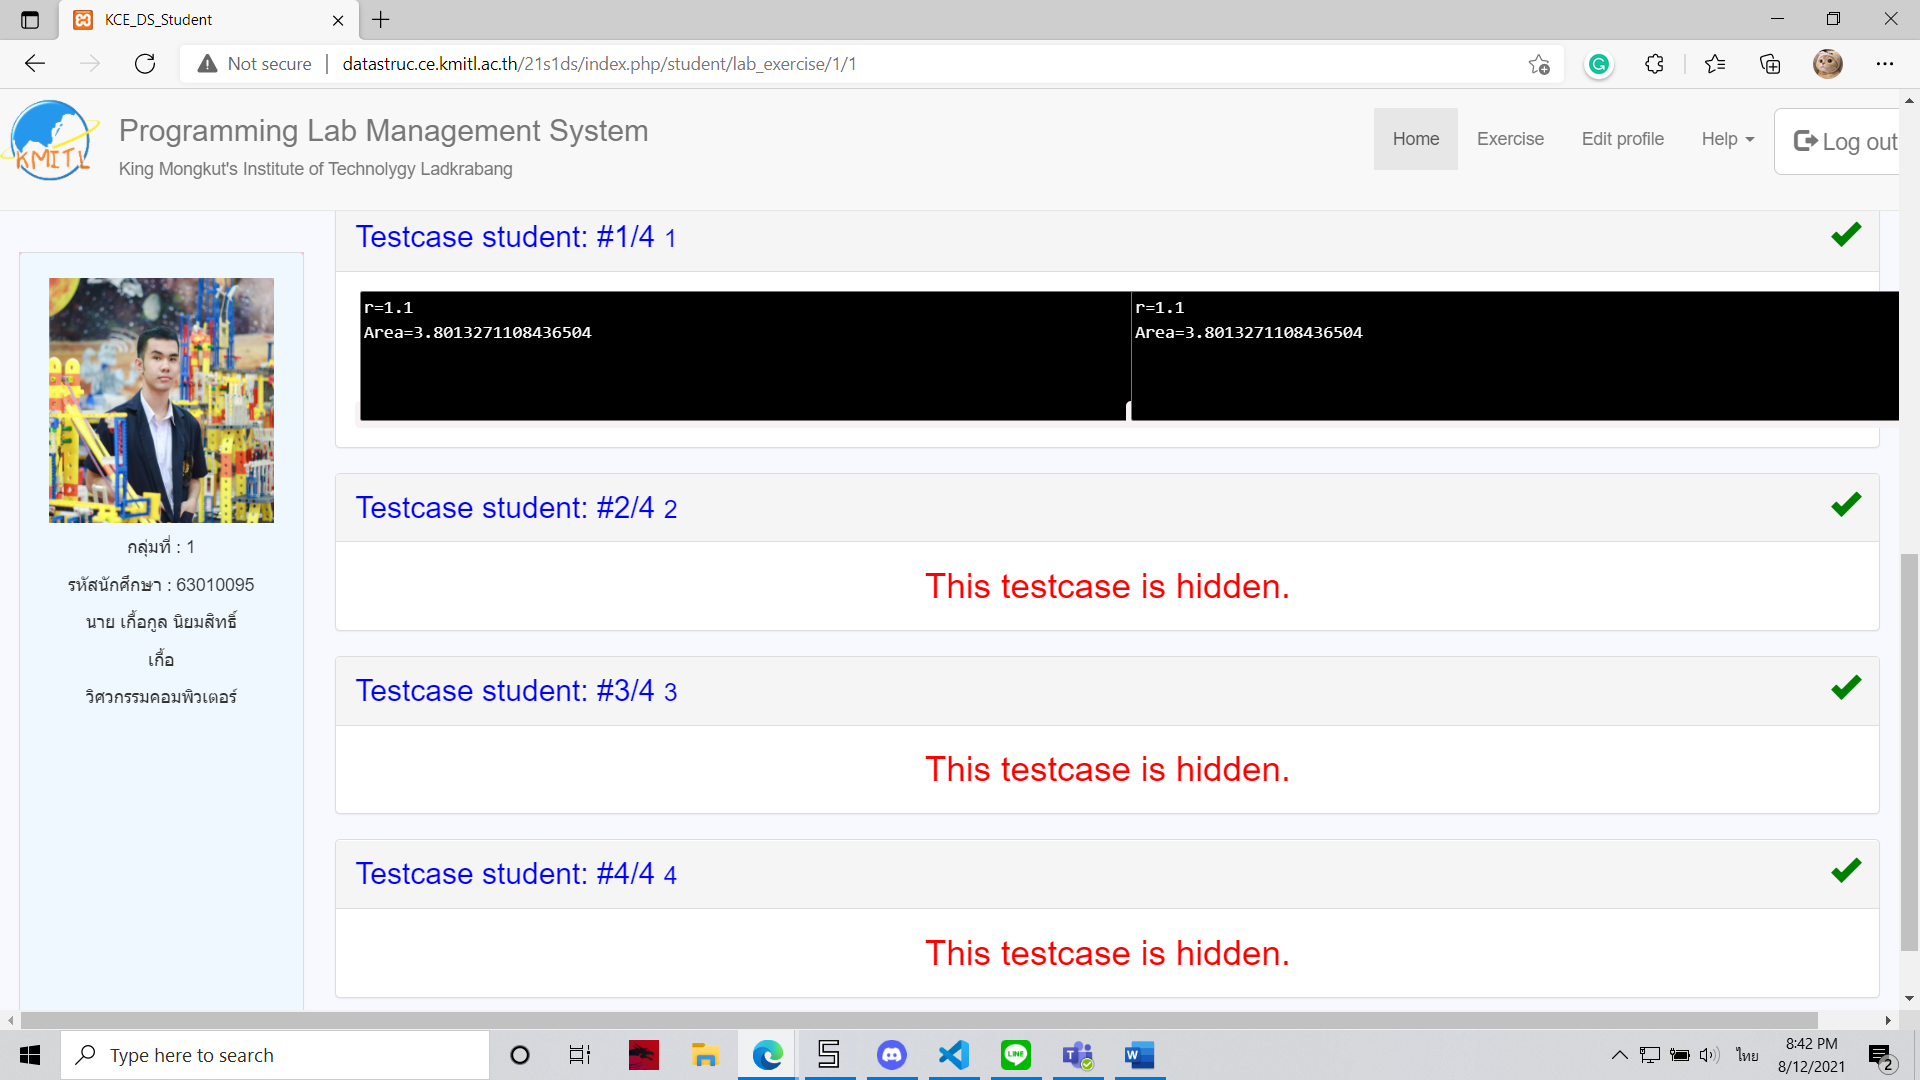 KCE_DS_Student
Not secure
datastruc.ce.kmitl.ac.th/21s1ds/index.php/student/lab_exercise/1/1
KMITL
Programming Lab Management System
King Mongkut's Institute of Technolygy Ladkrabang
Home
Exercise
Edit profile
Help
Log out
กลุ่มที่ : 1
รหัสนักศึกษา : 63010095
นาย เกื้อกูล นิยมสิทธิ์
เกื้อ
วิศวกรรมคอมพิวเตอร์
Testcase student: #1/4 1
r=1.1
Area=3.8013271108436504
r=1.1
Area=3.8013271108436504
Testcase student: #2/4 2
This testcase is hidden.
Testcase student: #3/4 3
This testcase is hidden.
Testcase student: #4/4 4
This testcase is hidden.
Type here to search
LINE
ไทย
8:42 PM
8/12/2021
2